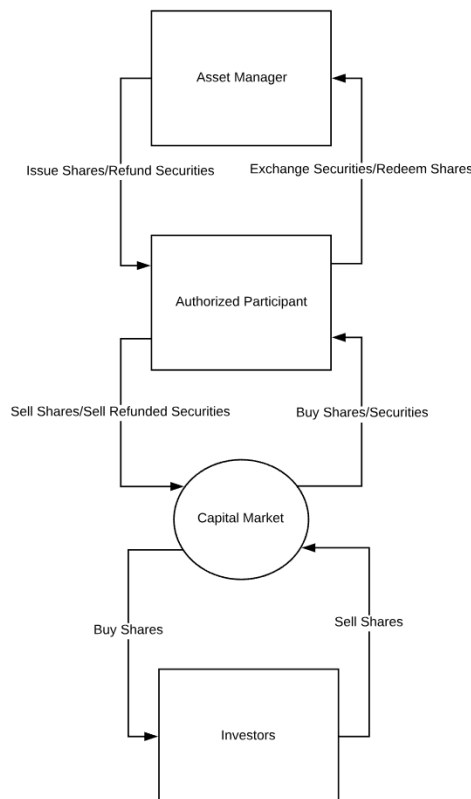 Asset Manager
Issue Shares/Refund Securities
Exchange Securities/Redeem Shares
Authorized Participant
Sell Shares/Sell Refunded Securities
Buy Shares/Securities
Capital Market
Buy Shares
Sell Shares
Investors